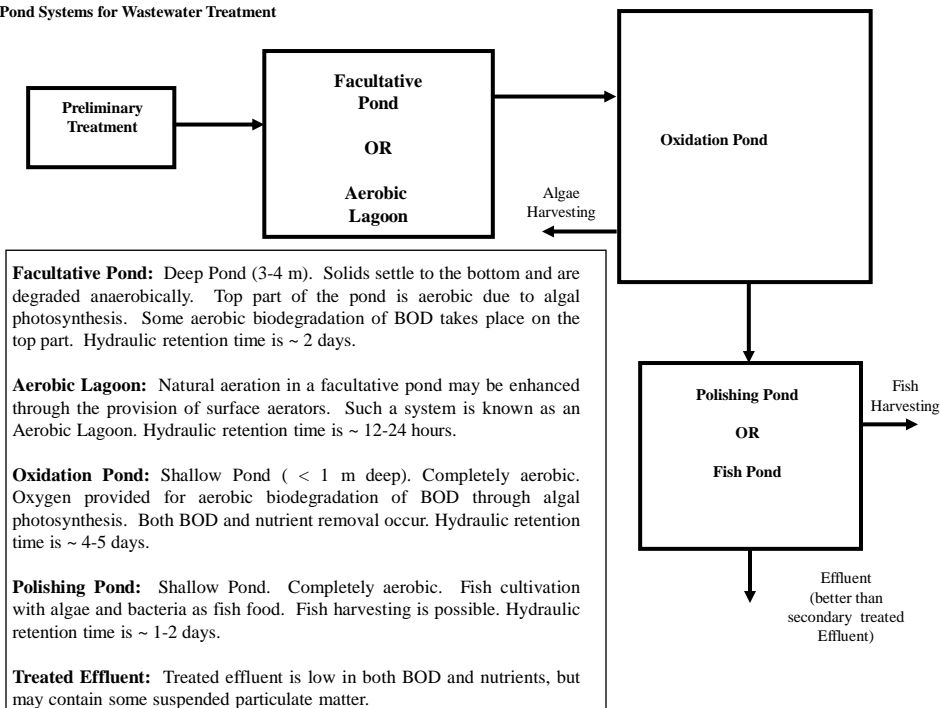 Pond Systems for Wastewater Treatment
Preliminary
Treatment
Facultative
Pond
OR
Aerobic
Lagoon
Oxidation Pond
Algae
Harvesting
Polishing Pond
OR
Fish Pond
Fish
Harvesting
Effluent
(better than
secondary treated
Effluent)
Facultative Pond: Deep Pond (3-4 m). Solids settle to the bottom and are
degraded anaerobically. Top part of the pond is aerobic due to algal
photosynthesis. Some aerobic biodegradation of BOD takes place on the
top part. Hydraulic retention time is ~ 2 days.
Aerobic Lagoon: Natural aeration in a facultative pond may be enhanced
through the provision of surface aerators. Such a system is known as an
Aerobic Lagoon. Hydraulic retention time is ~ 12-24 hours.
Oxidation Pond: Shallow Pond ( < 1 m deep). Completely aerobic.
Oxygen provided for aerobic biodegradation of BOD through algal
photosynthesis. Both BOD and nutrient removal occur. Hydraulic retention
time is ~ 4-5 days.
Polishing Pond: Shallow Pond. Completely aerobic. Fish cultivation
with algae and bacteria as fish food. Fish harvesting is possible. Hydraulic
retention time is ~ 1-2 days.
Treated Effluent: Treated effluent is low in both BOD and nutrients, but
may contain some suspended particulate matter.